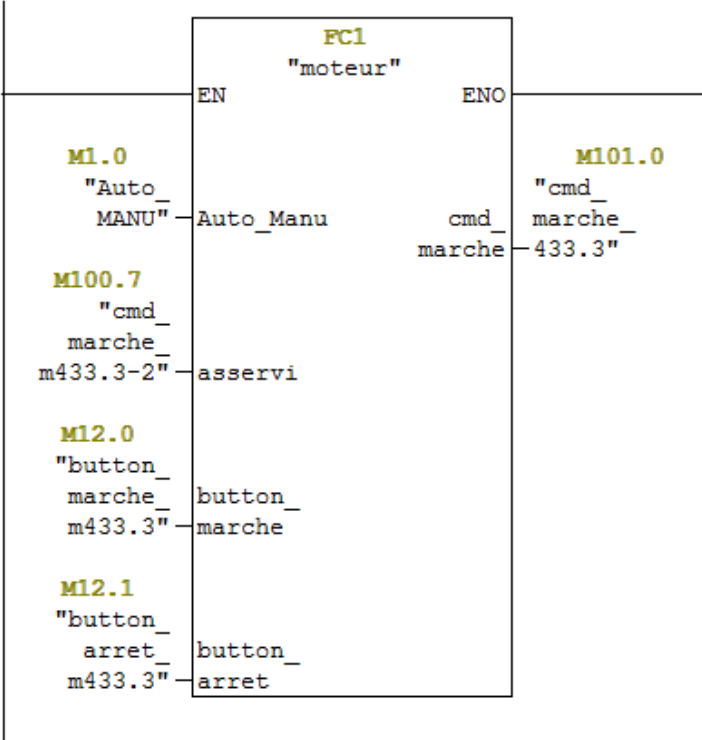 FC1
"moteur"
EN ENO
M1.0 M101.0
"Auto_ "cmd_
MANU" Auto_Manu cmd_ marche_
marche 433.3"
M100.7
"cmd_
marche_
m433.3-2" asservi
M12.0
"button_
marche_ button_
m433.3" marche
M12.1
"button_
arret_ button_
m433.3" arret